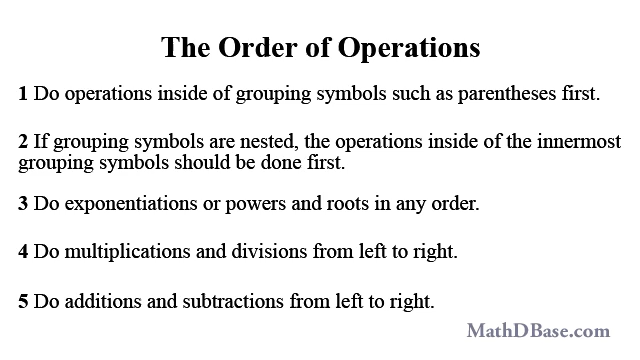 The Order of Operations
1 Do operations inside of grouping symbols such as parentheses first.
2 If grouping symbols are nested, the operations inside of the innermost
grouping symbols should be done first.
3 Do exponentiations or powers and roots in any order.
4 Do multiplications and divisions from left to right.
5 Do additions and subtractions from left to right.
MathDBase.com